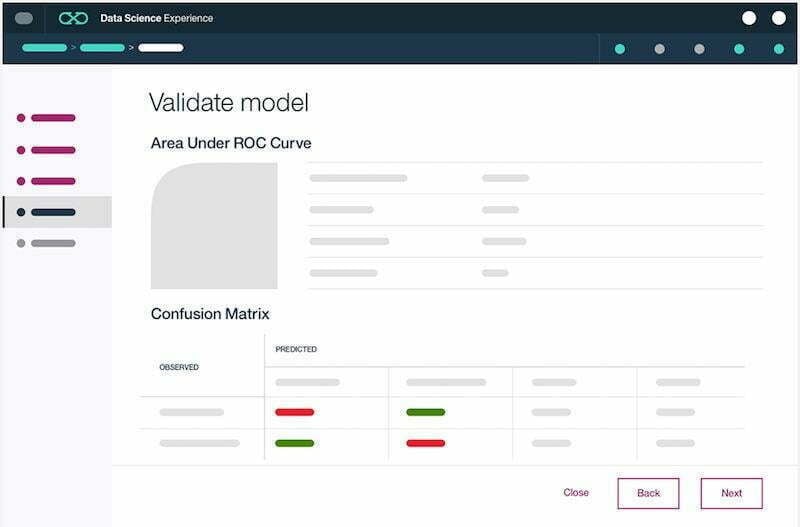 Data Science Experience
> >
Validate model
Area Under ROC Curve
Confusion Matrix
PREDICTED
OBSERVED
Close Back Next